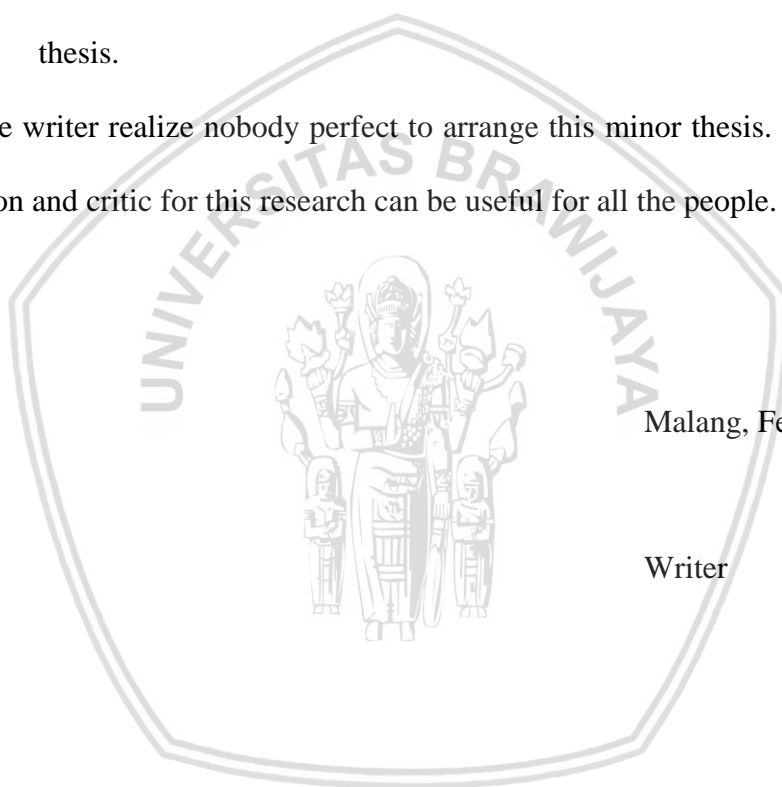 thesis.
e writer realize nobody perfect to arrange this minor thesis.
on and critic for this research can be useful for all the people.
UNIVERSITAS BRAWIJAYA
Malang, Fe
Writer